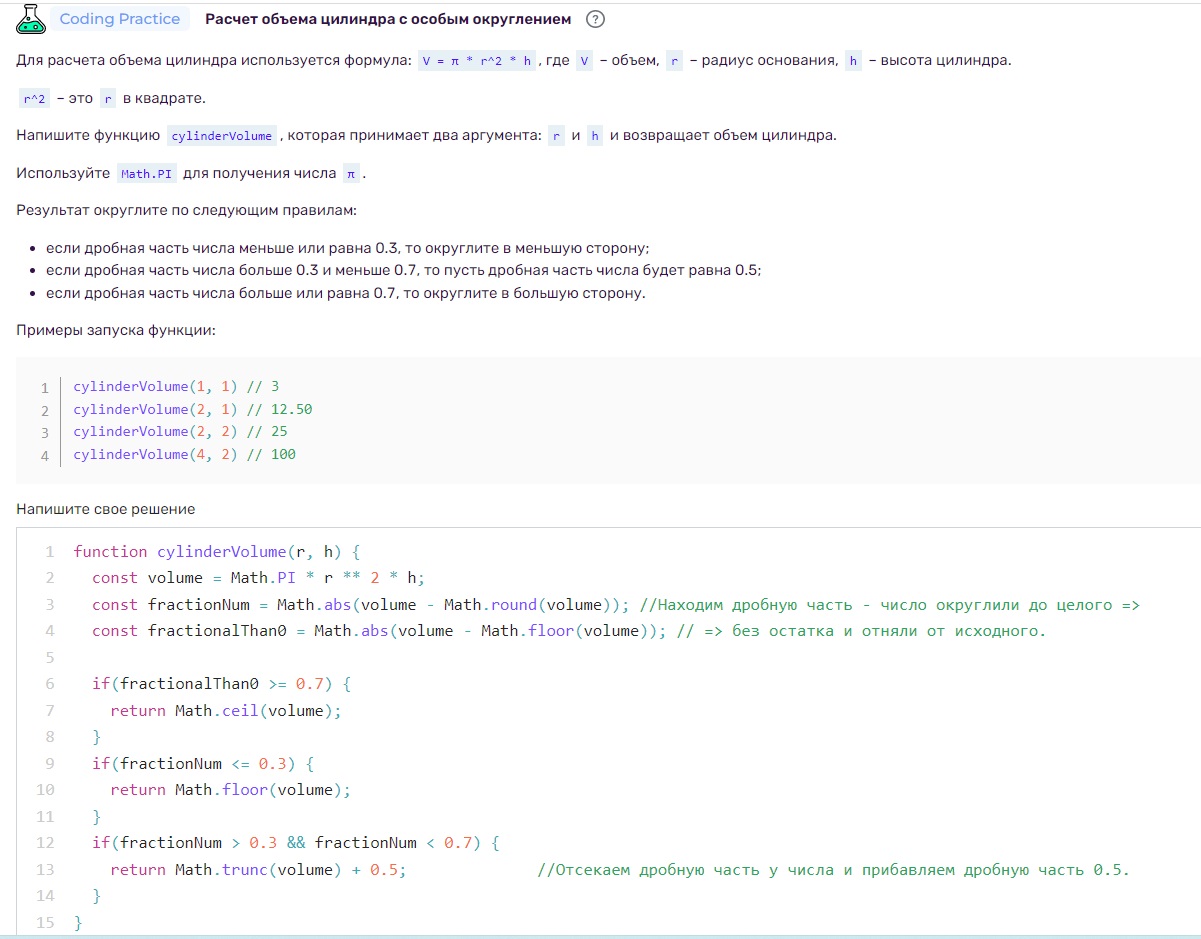 Coding Practice Расчет объема цилиндра с особым округлением ?
Для расчета объема цилиндра используется формула: V = π * r^2 * h , где V – объем, r – радиус основания, h – высота цилиндра.
r^2 – это r в квадрате.
Напишите функцию cylinderVolume , которая принимает два аргумента: r и h и возвращает объем цилиндра.
Используйте Math.PI для получения числа π .
Результат округлите по следующим правилам:
• если дробная часть числа меньше или равна 0.3, то округлите в меньшую сторону;
• если дробная часть числа больше 0.3 и меньше 0.7, то пусть дробная часть числа будет равна 0.5;
• если дробная часть числа больше или равна 0.7, то округлите в большую сторону.
Примеры запуска функции:
1 cylinderVolume(1, 1) // 3
2 cylinderVolume(2, 1) // 12.50
3 cylinderVolume(2, 2) // 25
4 cylinderVolume(4, 2) // 100
Напишите свое решение
1 function cylinderVolume(r, h) {
2 const volume = Math.PI * r ** 2 * h;
3 const fractionNum = Math.abs(volume - Math.round(volume)); //Находим дробную часть - число округлили до целого =>
4 const fractionalThan0 = Math.abs(volume - Math.floor(volume)); // => без остатка и отняли от исходного.
5
6 if(fractionalThan0 >= 0.7) {
7 return Math.ceil(volume);
8 }
9 if(fractionNum <= 0.3) {
10 return Math.floor(volume);
11 }
12 if(fractionNum > 0.3 && fractionNum < 0.7) {
13 return Math.trunc(volume) + 0.5; //Отсекаем дробную часть у числа и прибавляем дробную часть 0.5.
14 }
15 }